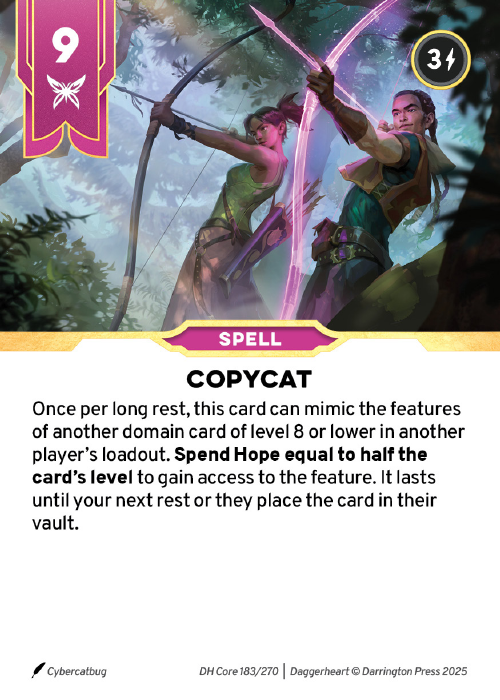 9
3
SPELL
COPYCAT
Once per long rest, this card can mimic the features
of another domain card of level 8 or lower in another
player’s loadout. Spend Hope equal to half the
card’s level to gain access to the feature. It lasts
until your next rest or they place the card in their
vault.
Cybercatbug
DH Core 183/270 | Daggerheart © Darrington Press 2025